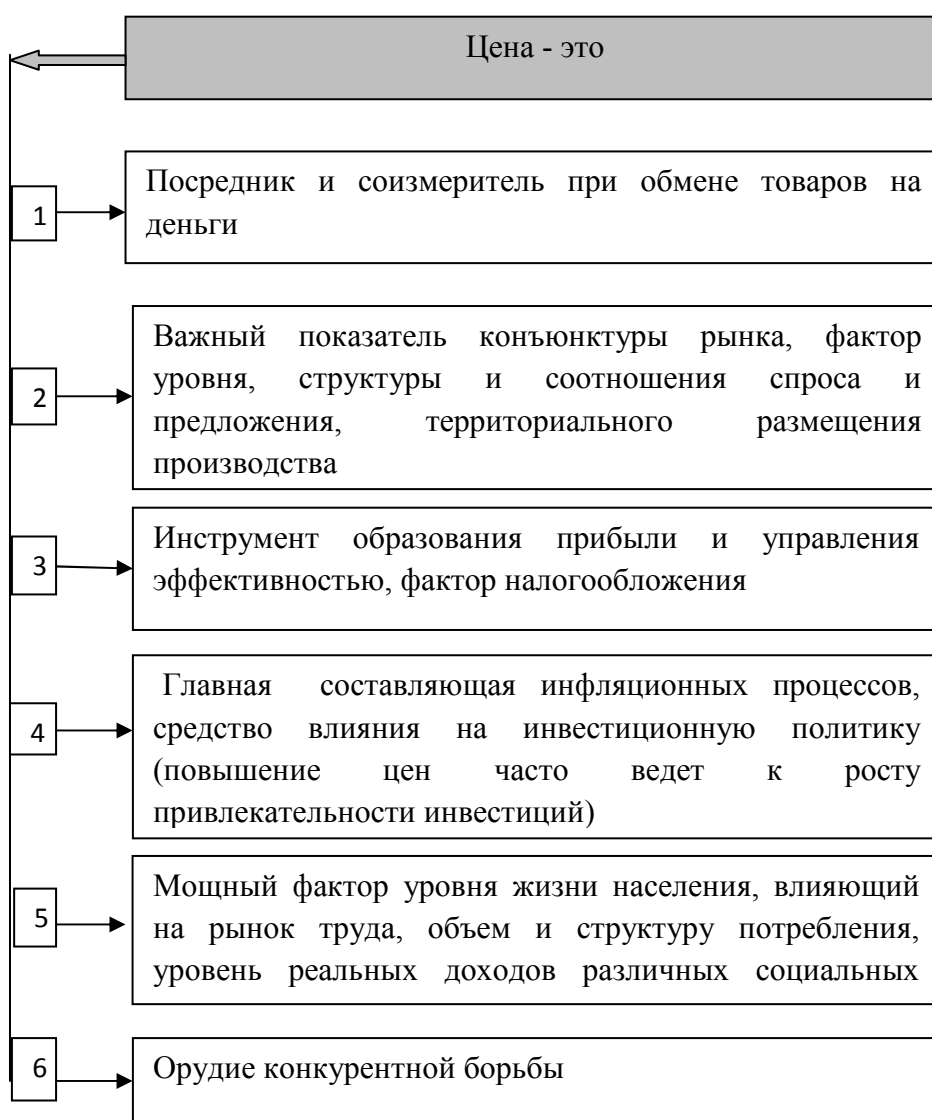 Цена - это
1
Посредник и соизмеритель при обмене товаров на
деньги
2
Важный показатель конъюнктуры рынка, фактор
уровня, структуры и соотношения спроса и
предложения, территориального размещения
производства
3
Инструмент образования прибыли и управления
эффективностью, фактор налогообложения
4
Главная составляющая инфляционных процессов,
средство влияния на инвестиционную политику
(повышение цен часто ведет к росту
привлекательности инвестиций)
5
Мощный фактор уровня жизни населения, влияющий
на рынок труда, объем и структуру потребления,
уровень реальных доходов различных социальных
6
Орудие конкурентной борьбы